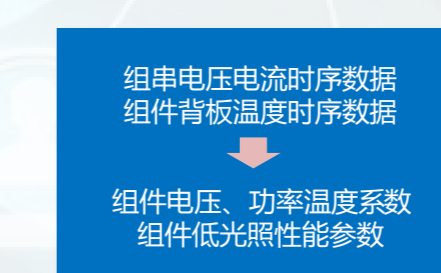 组串电压电流时序数据
组件背板温度时序数据
组件电压、功率温度系数
组件低光照性能参数